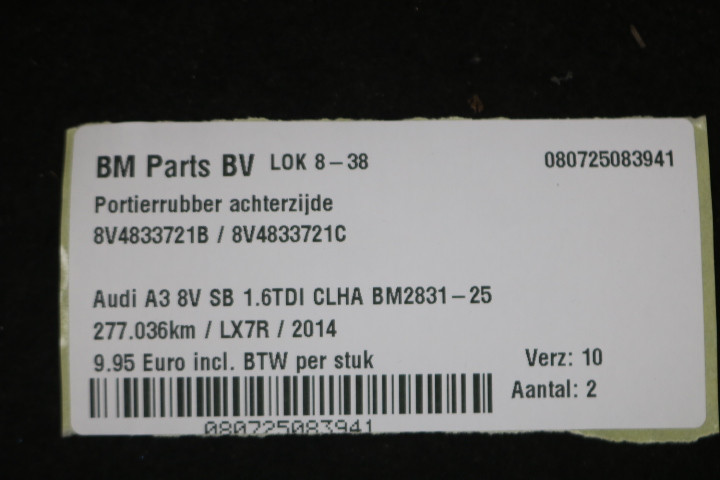 BM Parts BV LOK 8-38 080725083941
Portierrubber achterzijde
8V4833721B / 8V4833721C
Audi A3 8V SB 1.6TDI CLHA BM2831-25
277.036km / LX7R / 2014
9.95 Euro incl. BTW per stuk Verz: 10
Aantal: 2
080725083941